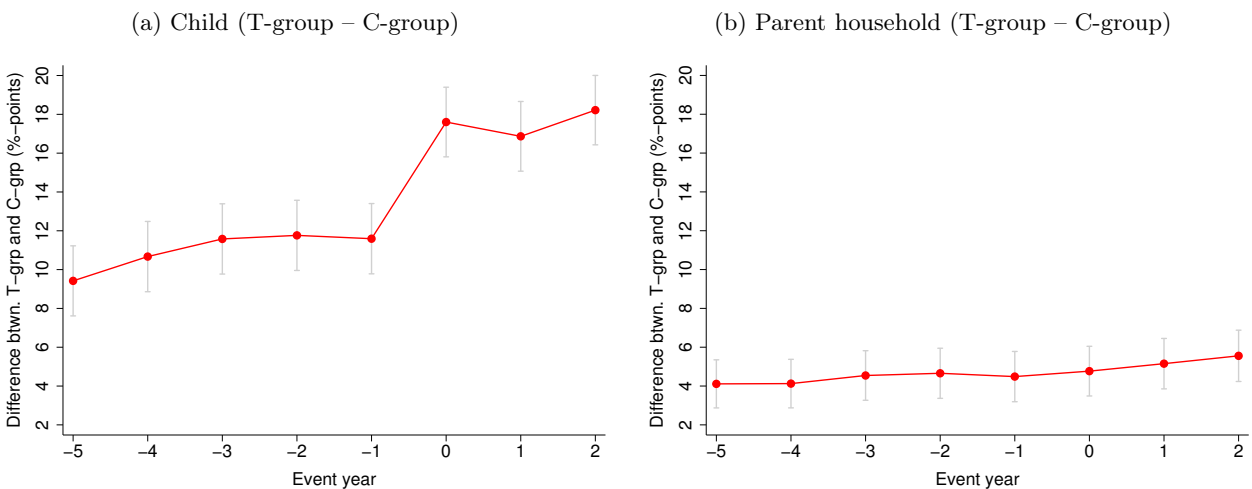 (a) Child (T-group – C-group)
Difference btwn. T−grp and C−grp (%−points)
20
18
16
14
12
10
8
6
4
2
−5 −4 −3 −2 −1 0 1 2
Event year
(b) Parent household (T-group – C-group)
Difference btwn. T−grp and C−grp (%−points)
20
18
16
14
12
10
8
6
4
2
−5 −4 −3 −2 −1 0 1 2
Event year